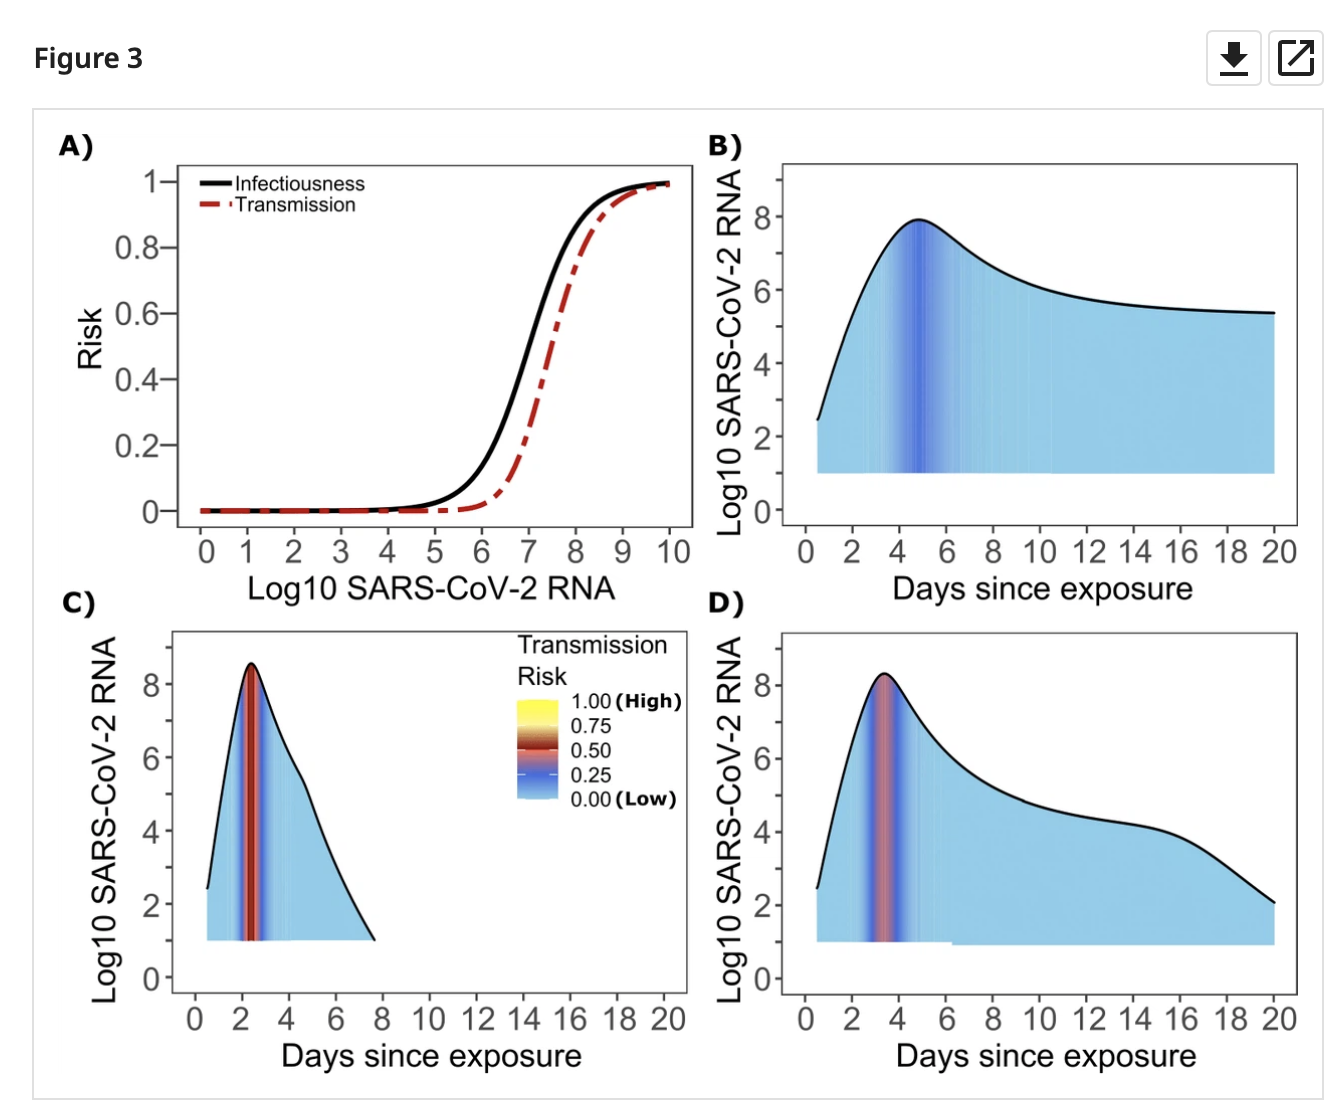 Figure 3
A)
Infectiousness
Transmission
1
0.8
0.6
0.4
0.2
0
Risk
0 1 2 3 4 5 6 7 8 9 10
Log10 SARS-CoV-2 RNA
B)
Log10 SARS-CoV-2 RNA
8
6
4
2
0
0 2 4 6 8 10 12 14 16 18 20
Days since exposure
C)
Log10 SARS-CoV-2 RNA
8
6
4
2
0
Transmission
Risk
1.00 (High)
0.75
0.50
0.25
0.00 (Low)
0 2 4 6 8 10 12 14 16 18 20
Days since exposure
D)
Log10 SARS-CoV-2 RNA
8
6
4
2
0
0 2 4 6 8 10 12 14 16 18 20
Days since exposure